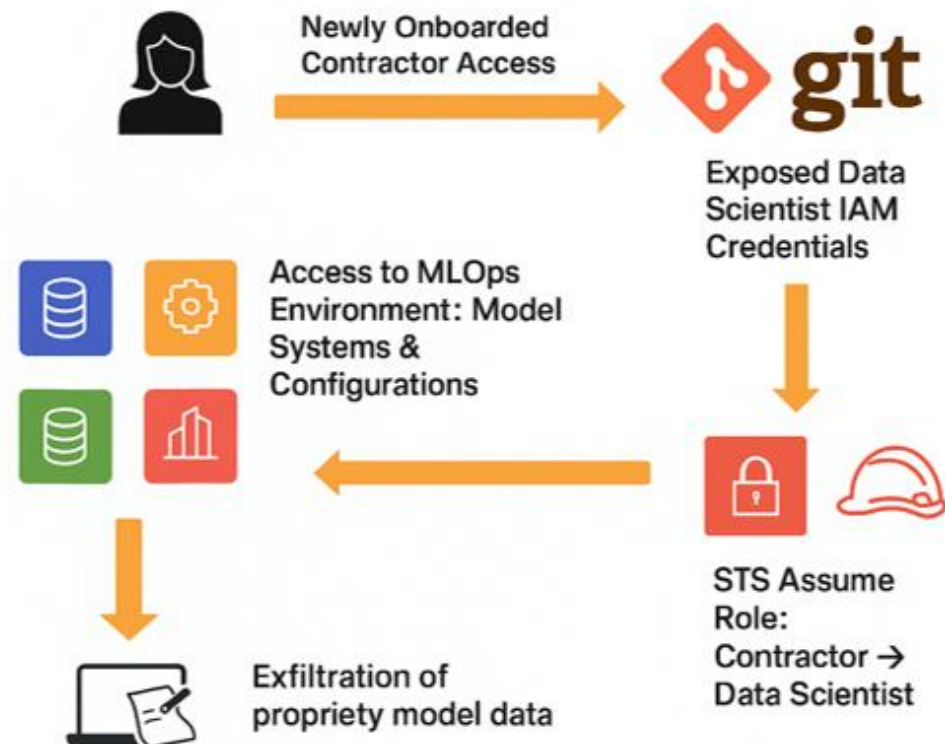 Newly Onboarded
Contractor Access
git
Exposed Data
Scientist IAM
Credentials
Access to MLOps
Environment: Model
Systems &
Configurations
STS Assume
Role:
Contractor →
Data Scientist
Exfiltration of
propriety model data